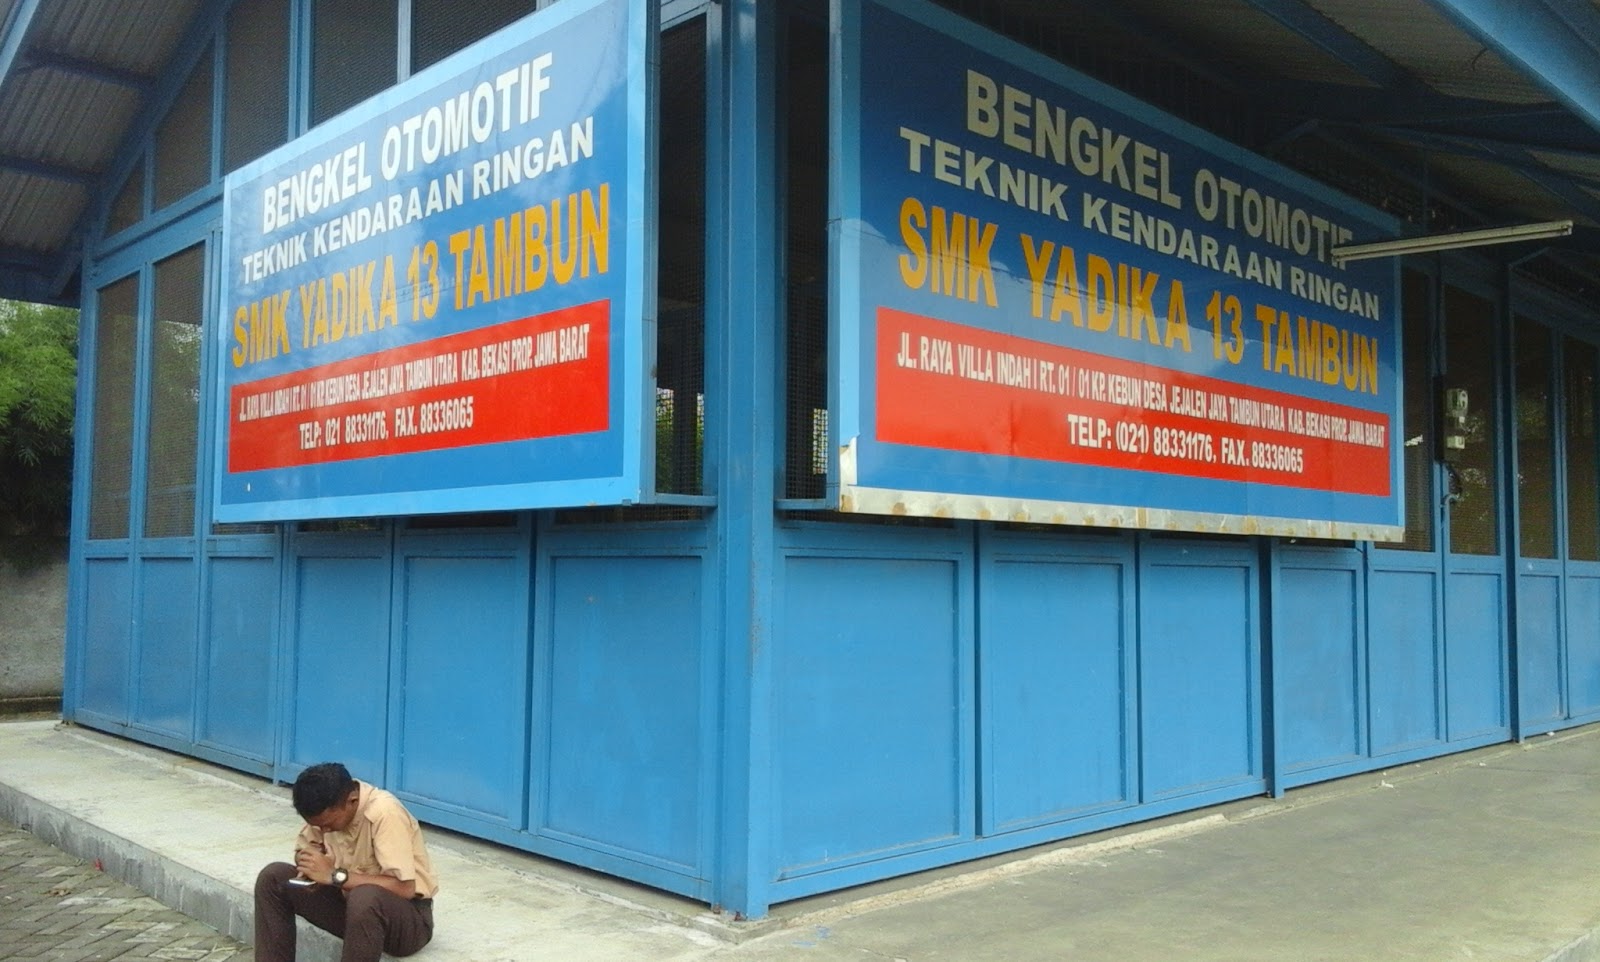 BENGKEL OTOMOTIF
TEKNIK KENDARAAN RINGAN
SMK YADIKA 13 TAMBUN
JL. RAYA VILLA INDAH I RT. 01 / 01 KP. KEBUN DESA JEJALEN JAYA TAMBUN UTARA KAB. BEKASI PROP. JAWA BARAT
TELP: 021 88331176, FAX. 88336065
BENGKEL OTOMOTIF
TEKNIK KENDARAAN RINGAN
SMK YADIKA 13 TAMBUN
JL. RAYA VILLA INDAH I RT. 01 / 01 KP. KEBUN DESA JEJALEN JAYA TAMBUN UTARA KAB. BEKASI PROP. JAWA BARAT
TELP: (021) 88331176, FAX. 88336065